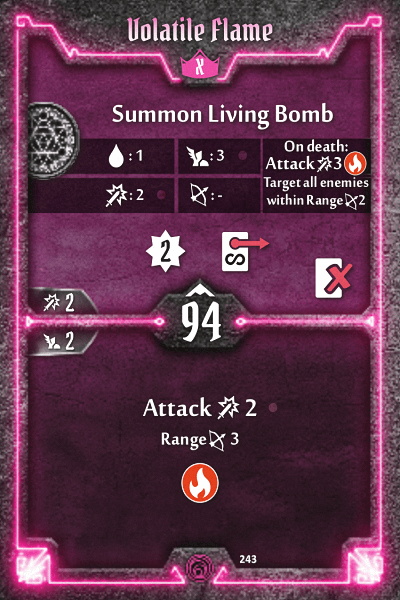 Volatile Flame
X
Summon Living Bomb
: 1
: 3
: 2
: -
On death:
Attack 3
Target all enemies
within Range 2
2
2
94
2
Attack 2
Range 3
243